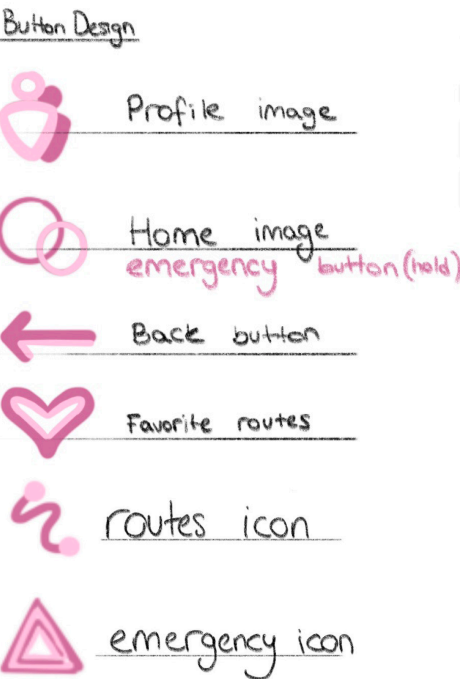 Button Design
Profile image
Home image
emergency button (hold)
Back button
Favorite routes
routes icon
emergency icon